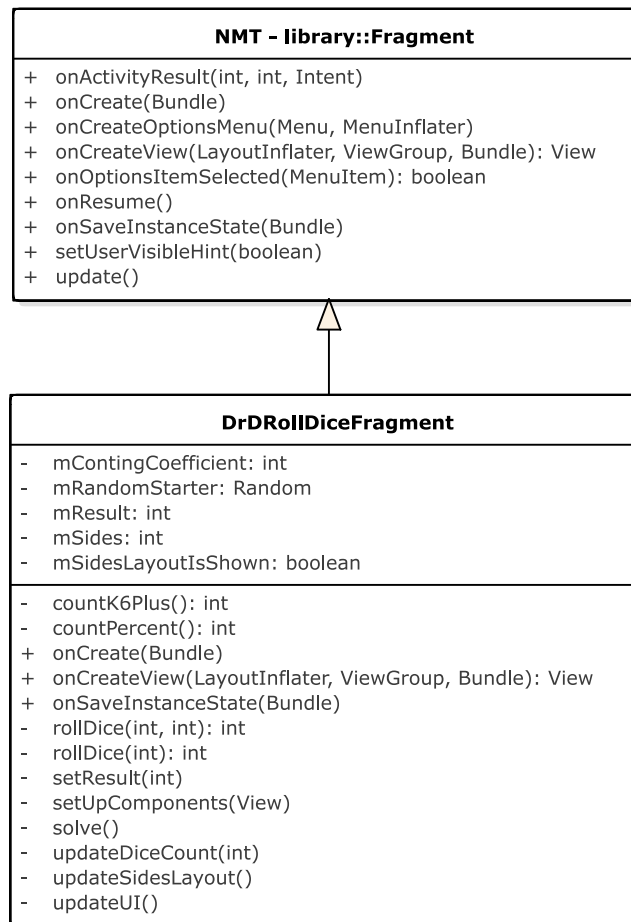 NMT - library::Fragment
+ onActivityResult(int, int, Intent)
+ onCreate(Bundle)
+ onCreateOptionsMenu(Menu, MenuInflater)
+ onCreateView(LayoutInflater, ViewGroup, Bundle): View
+ onOptionsItemSelected(MenuItem): boolean
+ onResume()
+ onSaveInstanceState(Bundle)
+ setUserVisibleHint(boolean)
+ update()
DrDRollDiceFragment
- mContingCoefficient: int
- mRandomStarter: Random
- mResult: int
- mSides: int
- mSidesLayoutIsShown: boolean
- countK6Plus(): int
- countPercent(): int
+ onCreate(Bundle)
+ onCreateView(LayoutInflater, ViewGroup, Bundle): View
+ onSaveInstanceState(Bundle)
- rollDice(int, int): int
- rollDice(int): int
- setResult(int)
- setUpComponents(View)
- solve()
- updateDiceCount(int)
- updateSidesLayout()
- updateUI()